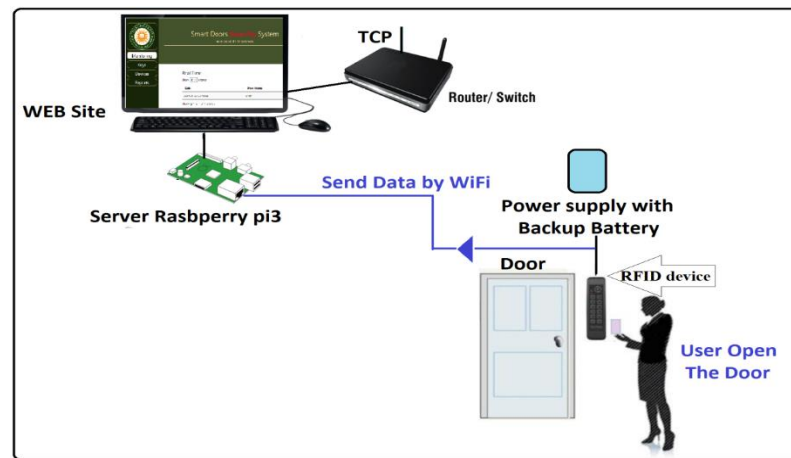 Smart Doors
System
TCP
Router/ Switch
WEB Site
Server Rasbperry pi3
Send Data by WiFi
Power supply with
Backup Battery
Door
RFID device
User Open
The Door